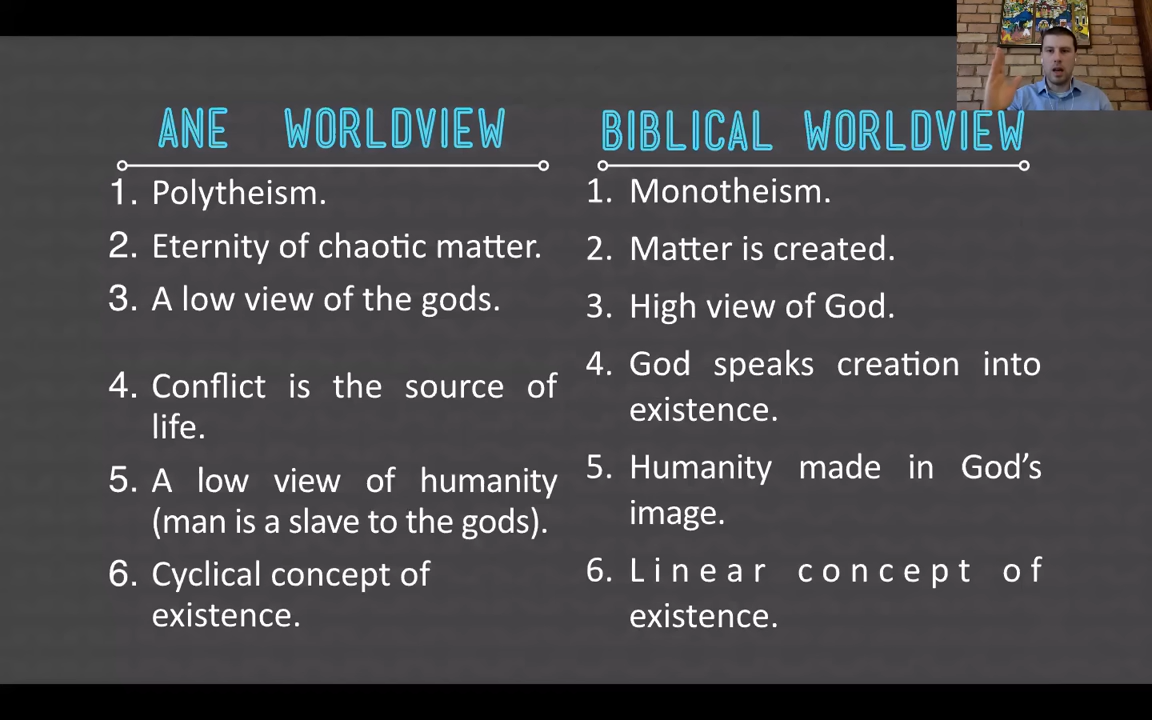 ANE WORLDVIEW
1. Polytheism.
2. Eternity of chaotic matter.
3. A low view of the gods.
4. Conflict is the source of
life.
5. A low view of humanity
(man is a slave to the gods).
6. Cyclical concept of
existence.
BIBLICAL WORLDVIEW
1. Monotheism.
2. Matter is created.
3. High view of God.
4. God speaks creation into
existence.
5. Humanity made in God's
image.
6. Linear concept of
existence.